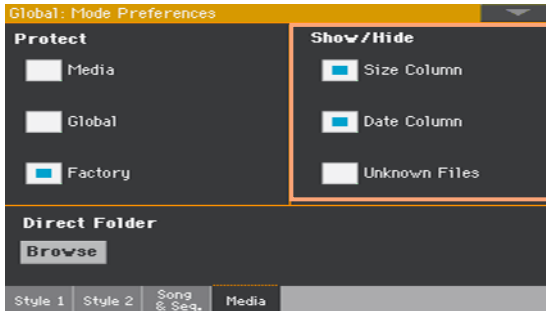 Global: Mode Preferences
Protect
Media
Global
Factory
Show/Hide
Size Column
Date Column
Unknown Files
Direct Folder
Browse
Style 1
Style 2
Song
& Seq.
Media